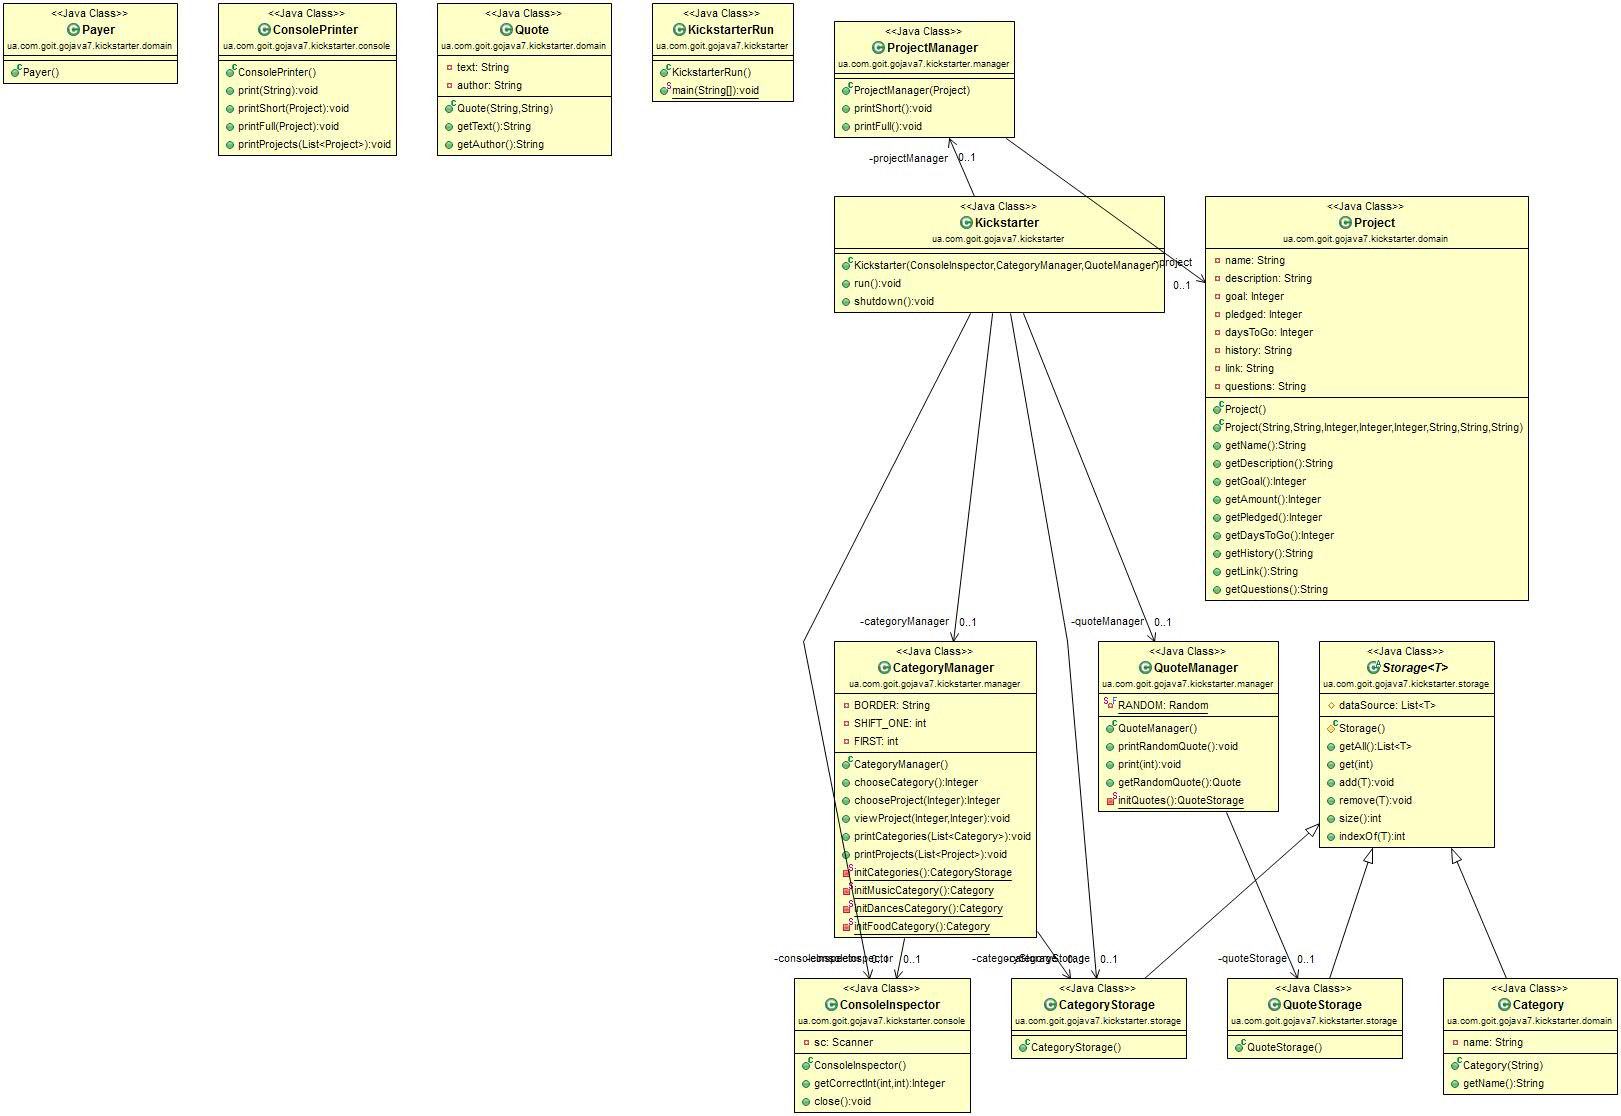 <<Java Class>>
Payer
ua.com.goit.gojava7.kickstarter.domain
Payer()
<<Java Class>>
ConsolePrinter
ua.com.goit.gojava7.kickstarter.console
ConsolePrinter()
print(String):void
printShort(Project):void
printFull(Project):void
printProjects(List<Project>):void
<<Java Class>>
Quote
ua.com.goit.gojava7.kickstarter.domain
text: String
author: String
Quote(String,String)
getText():String
getAuthor():String
<<Java Class>>
KickstarterRun
ua.com.goit.gojava7.kickstarter
KickstarterRun()
main(String[]):void
<<Java Class>>
ProjectManager
ua.com.goit.gojava7.kickstarter.manager
ProjectManager(Project)
printShort():void
printFull():void
-projectManager
0..1
<<Java Class>>
Kickstarter
ua.com.goit.gojava7.kickstarter
Kickstarter(ConsoleInspector,CategoryManager,QuoteManager)
run():void
shutdown():void
-project
0..1
<<Java Class>>
Project
ua.com.goit.gojava7.kickstarter.domain
name: String
description: String
goal: Integer
pledged: Integer
daysToGo: Integer
history: String
link: String
questions: String
Project()
Project(String,String,Integer,Integer,Integer,String,String,String)
getName():String
getDescription():String
getGoal():Integer
getAmount():Integer
getPledged():Integer
getDaysToGo():Integer
getHistory():String
getLink():String
getQuestions():String
-categoryManager
0..1
-quoteManager
0..1
<<Java Class>>
CategoryManager
ua.com.goit.gojava7.kickstarter.manager
BORDER: String
SHIFT_ONE: int
FIRST: int
CategoryManager()
chooseCategory():Integer
chooseProject(Integer):Integer
viewProject(Integer,Integer):void
printCategories(List<Category>):void
printProjects(List<Project>):void
initCategories():CategoryStorage
initMusicCategory():Category
initDancesCategory():Category
initFoodCategory():Category
<<Java Class>>
QuoteManager
ua.com.goit.gojava7.kickstarter.manager
RANDOM: Random
QuoteManager()
printRandomQuote():void
print(int):void
getRandomQuote():Quote
initQuotes():QuoteStorage
<<Java Class>>
Storage<T>
ua.com.goit.gojava7.kickstarter.storage
dataSource: List<T>
Storage()
getAll():List<T>
get(int)
add(T):void
remove(T):void
size():int
indexOf(T):int
-consoleInspector
0..1
-consoleInspector
0..1
-categoryStorage
0..1
-categoryStorage
0..1
-quoteStorage
0..1
<<Java Class>>
ConsoleInspector
ua.com.goit.gojava7.kickstarter.console
sc: Scanner
ConsoleInspector()
getCorrectInt(int,int):Integer
close():void
<<Java Class>>
CategoryStorage
ua.com.goit.gojava7.kickstarter.storage
CategoryStorage()
<<Java Class>>
QuoteStorage
ua.com.goit.gojava7.kickstarter.storage
QuoteStorage()
<<Java Class>>
Category
ua.com.goit.gojava7.kickstarter.domain
name: String
Category(String)
getName():String